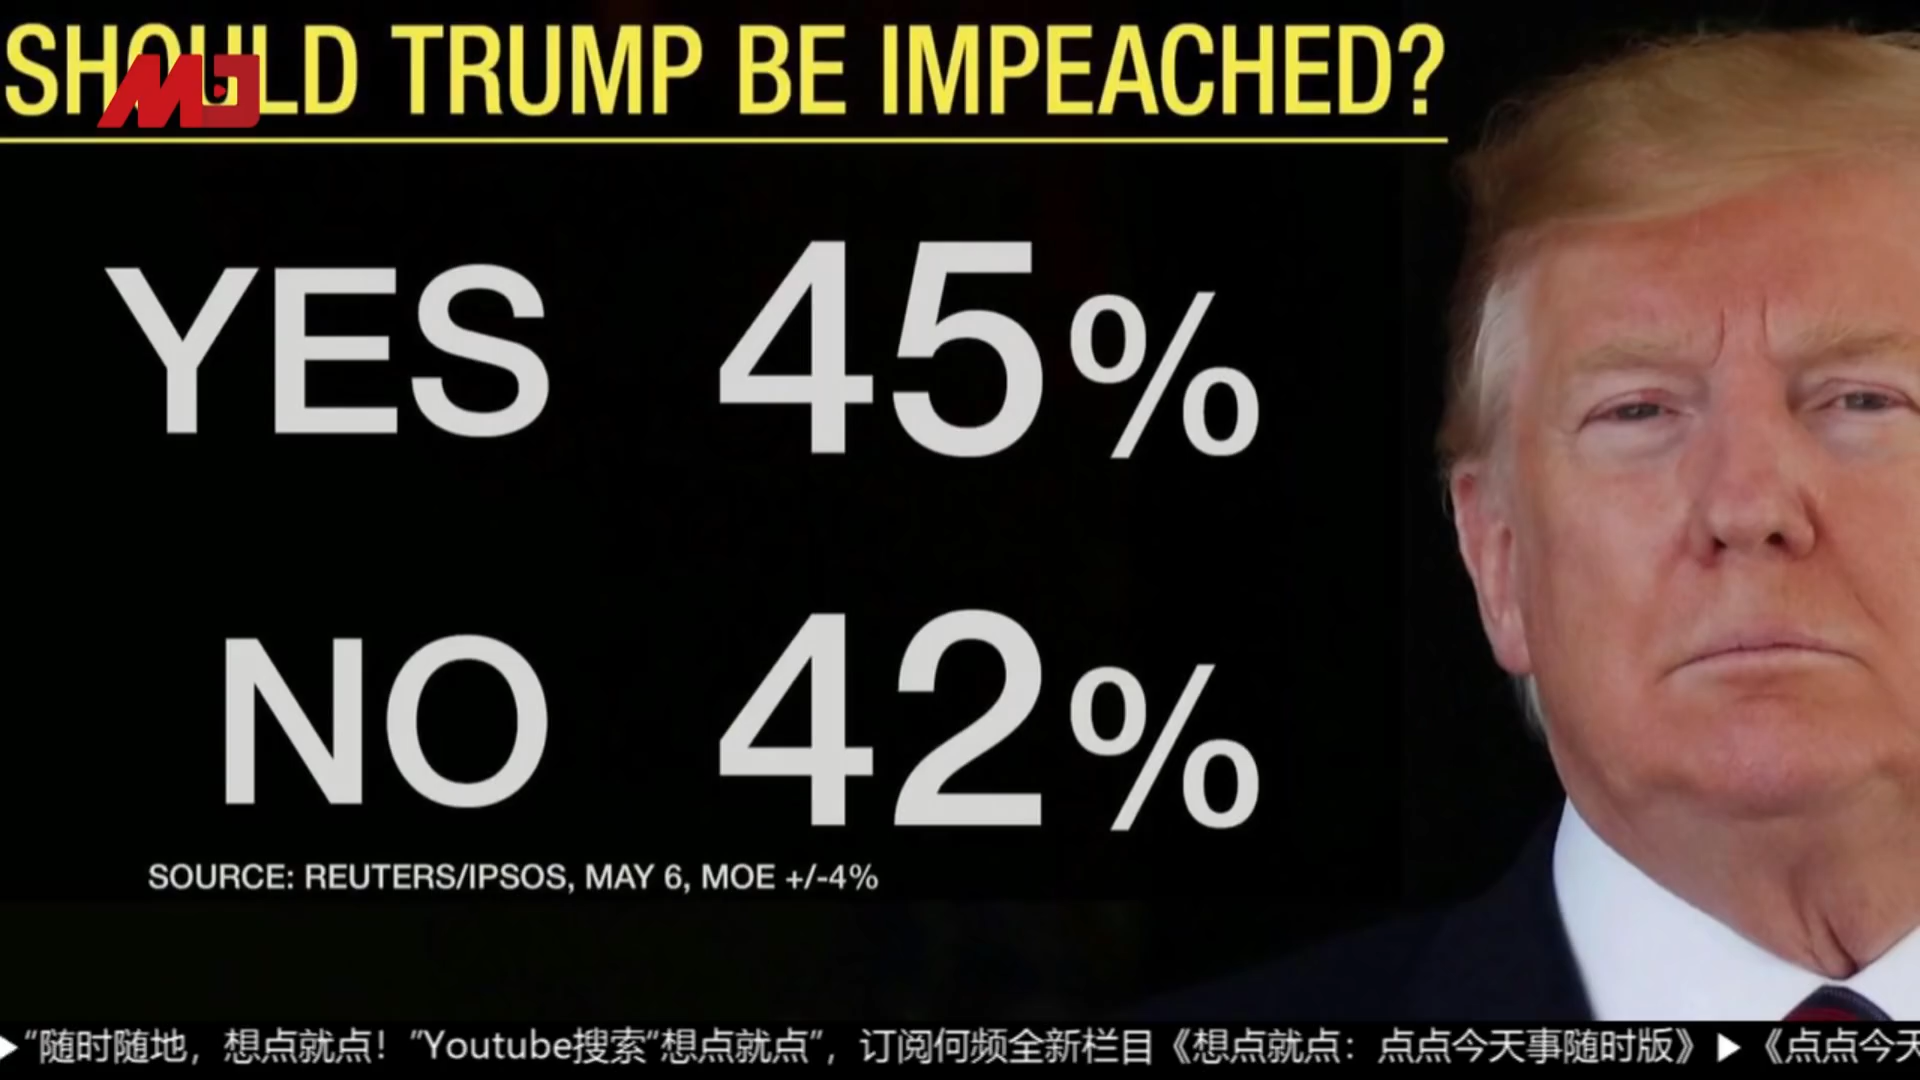 SHOULD TRUMP BE IMPEACHED?
YES 45%
NO 42%
SOURCE: REUTERS/IPSOS, MAY 6, MOE +/-4%
▶“随时随地，想点就点！”Youtube搜索“想点就点”，订阅何频全新栏目《想点就点：点点今天事随时版》▶《点点今天